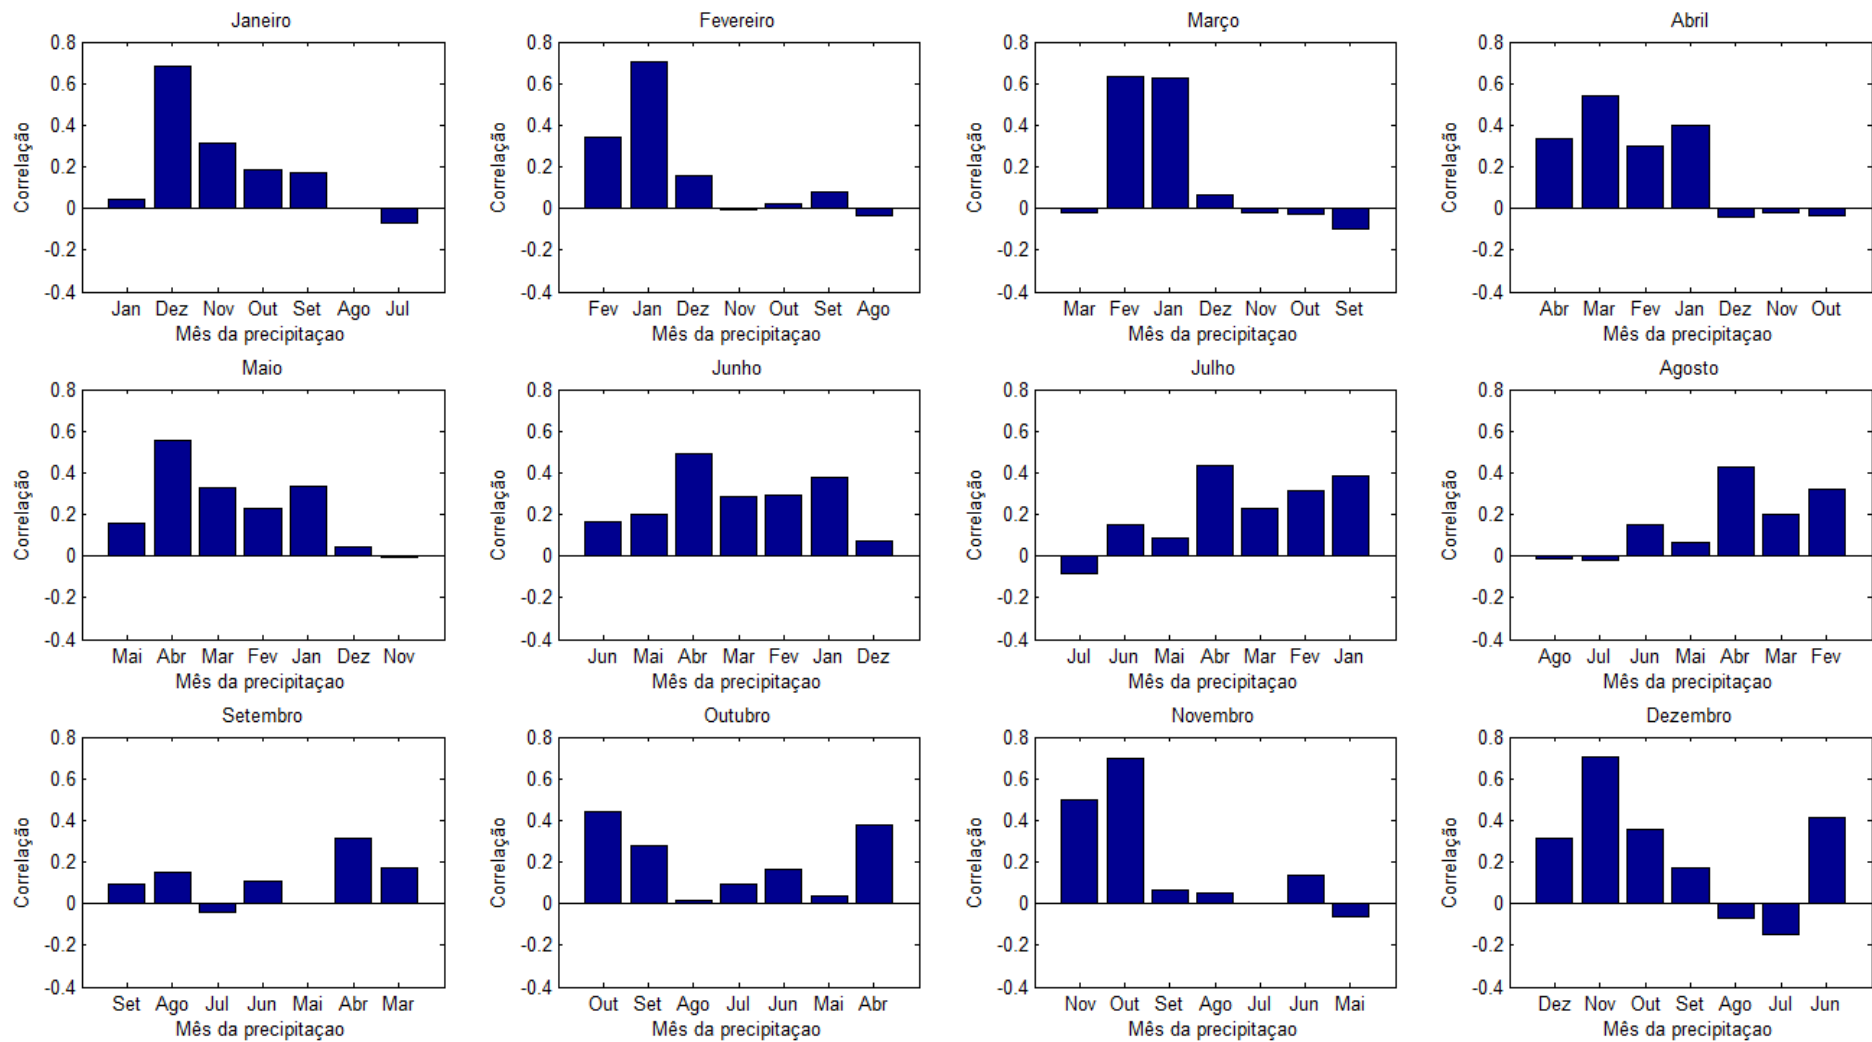 Janeiro
0.8
0.6
0.4
0.2
0
-0.2
-0.4
Correlação
Jan Dez Nov Out Set Ago Jul
Mês da precipitaçao
Fevereiro
0.8
0.6
0.4
0.2
0
-0.2
-0.4
Correlação
Fev Jan Dez Nov Out Set Ago
Mês da precipitaçao
Março
0.8
0.6
0.4
0.2
0
-0.2
-0.4
Correlação
Mar Fev Jan Dez Nov Out Set
Mês da precipitaçao
Abril
0.8
0.6
0.4
0.2
0
-0.2
-0.4
Correlação
Abr Mar Fev Jan Dez Nov Out
Mês da precipitaçao
Maio
0.8
0.6
0.4
0.2
0
-0.2
-0.4
Correlação
Mai Abr Mar Fev Jan Dez Nov
Mês da precipitaçao
Junho
0.8
0.6
0.4
0.2
0
-0.2
-0.4
Correlação
Jun Mai Abr Mar Fev Jan Dez
Mês da precipitaçao
Julho
0.8
0.6
0.4
0.2
0
-0.2
-0.4
Correlação
Jul Jun Mai Abr Mar Fev Jan
Mês da precipitaçao
Agosto
0.8
0.6
0.4
0.2
0
-0.2
-0.4
Correlação
Ago Jul Jun Mai Abr Mar Fev
Mês da precipitaçao
Setembro
0.8
0.6
0.4
0.2
0
-0.2
-0.4
Correlação
Set Ago Jul Jun Mai Abr Mar
Mês da precipitaçao
Outubro
0.8
0.6
0.4
0.2
0
-0.2
-0.4
Correlação
Out Set Ago Jul Jun Mai Abr
Mês da precipitaçao
Novembro
0.8
0.6
0.4
0.2
0
-0.2
-0.4
Correlação
Nov Out Set Ago Jul Jun Mai
Mês da precipitaçao
Dezembro
0.8
0.6
0.4
0.2
0
-0.2
-0.4
Correlação
Dez Nov Out Set Ago Jul Jun
Mês da precipitaçao